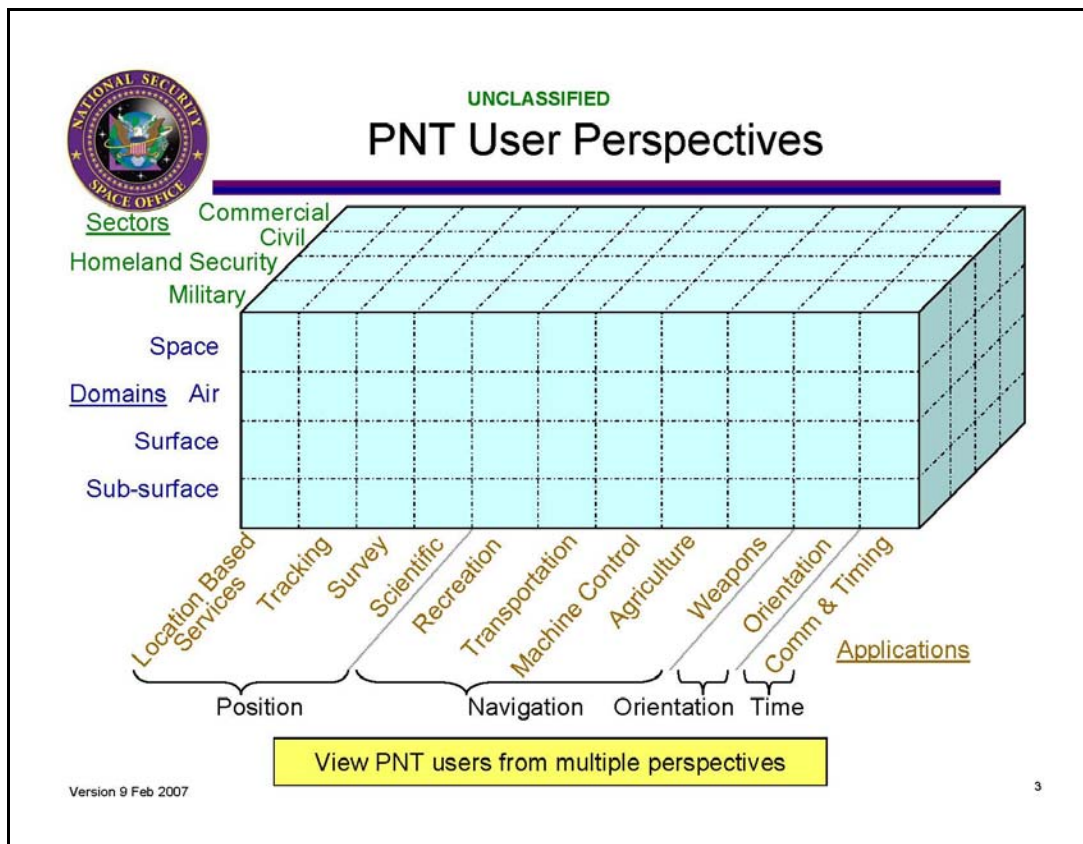 NATIONAL SECURITY
SPACE OFFICE
UNCLASSIFIED
PNT User Perspectives
Sectors
Commercial
Civil
Homeland Security
Military
Space
Domains Air
Surface
Sub-surface
Location Based
Services
Tracking
Survey
Scientific
Recreation
Transportation
Machine Control
Agriculture
Weapons
Orientation
Comm & Timing
Applications
Position
Navigation
Orientation
Time
View PNT users from multiple perspectives
Version 9 Feb 2007
3